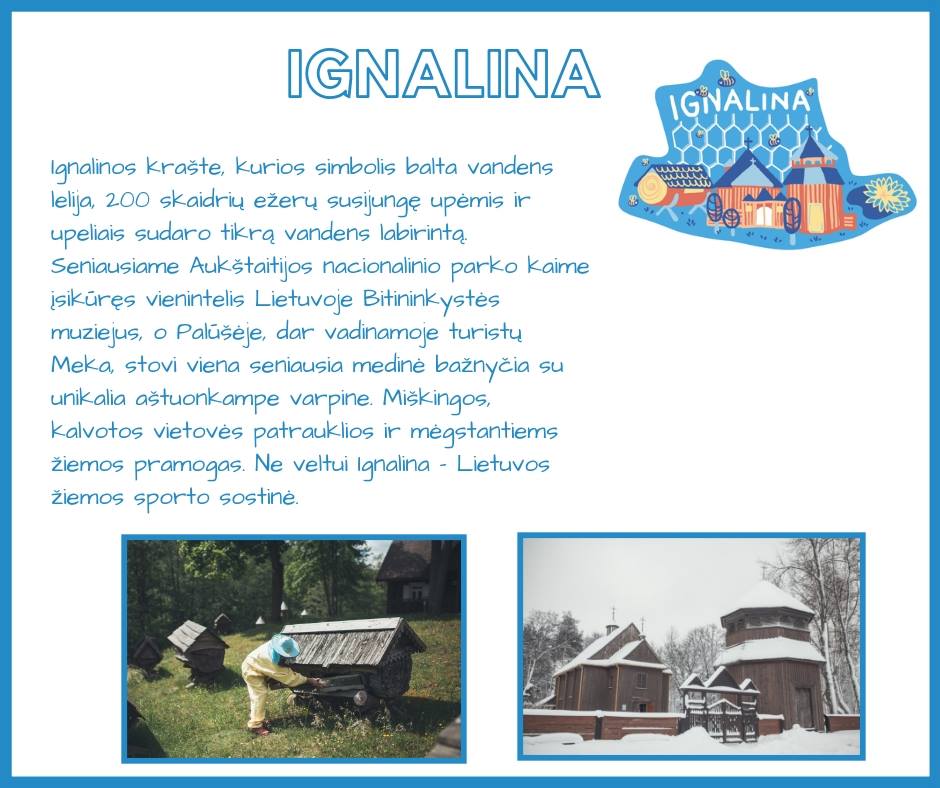 IGNALINA
IGNALINA
Ignalinos krašte, kurios simbolis balta vandens
lelija, 200 skaidrių ežerų susijungę upėmis ir
upeliais sudaro tikrą vandens labirintą.
Seniausiame Aukštaitijos nacionalinio parko kaime
įsikūręs vienintelis Lietuvoje Bitininkystės
muziejus, o Palūšėje, dar vadinamoje turistų
Meka, stovi viena seniausia medinė bažnyčia su
unikalia aštuonkampe varpine. Miškingos,
kalvotos vietovės patrauklios ir mėgstantiems
žiemos pramogas. Ne veltui Ignalina - Lietuvos
žiemos sporto sostinė.